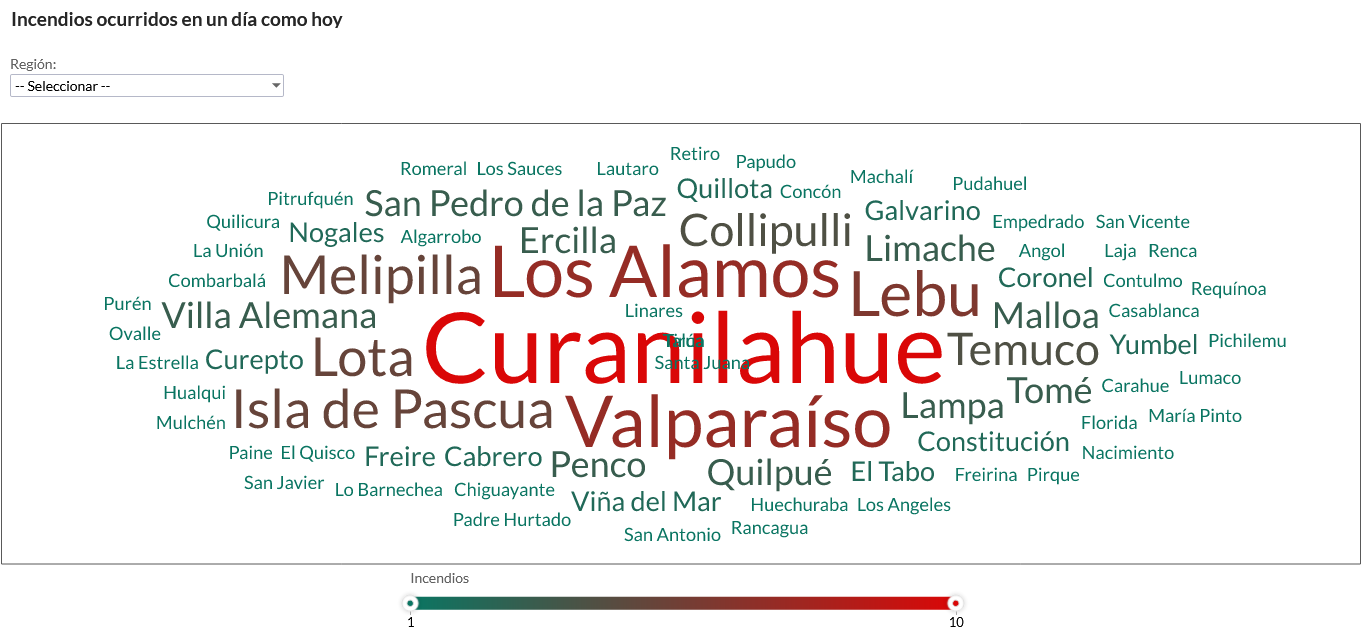 Incendios ocurridos en un día como hoy
Región:
-- Seleccionar --
Retiro
Romeral Los Sauces Lautaro Papudo
Machalí
Pitrufquén San Pedro de la Paz Quillota Concón Pudahuel
Quilicura Nogales Algarrobo Ercilla Collipulli Galvarino Empedrado San Vicente
La Unión Limache Angol Laja Renca
Combarbalá Melipilla Los Alamos Lebu Coronel Contulmo Requínoa
Purén Villa Alemana Linares Malloa Casablanca
Ovalle Curanilahue Temuco Yumbel Pichilemu
La Estrella Curepto Lota Santa Juana
Hualqui Isla de Pascua Valparaíso Lampa Tomé Carahue Lumaco
Mulchén Florida María Pinto
Paine El Quisco Freire Cabrero Penco Quilpué Constitución Nacimiento
San Javier Lo Barnechea Chiguayante El Tabo Freirina Pirque
Viña del Mar Huechuraba Los Angeles
Padre Hurtado San Antonio Rancagua
Incendios
1 10